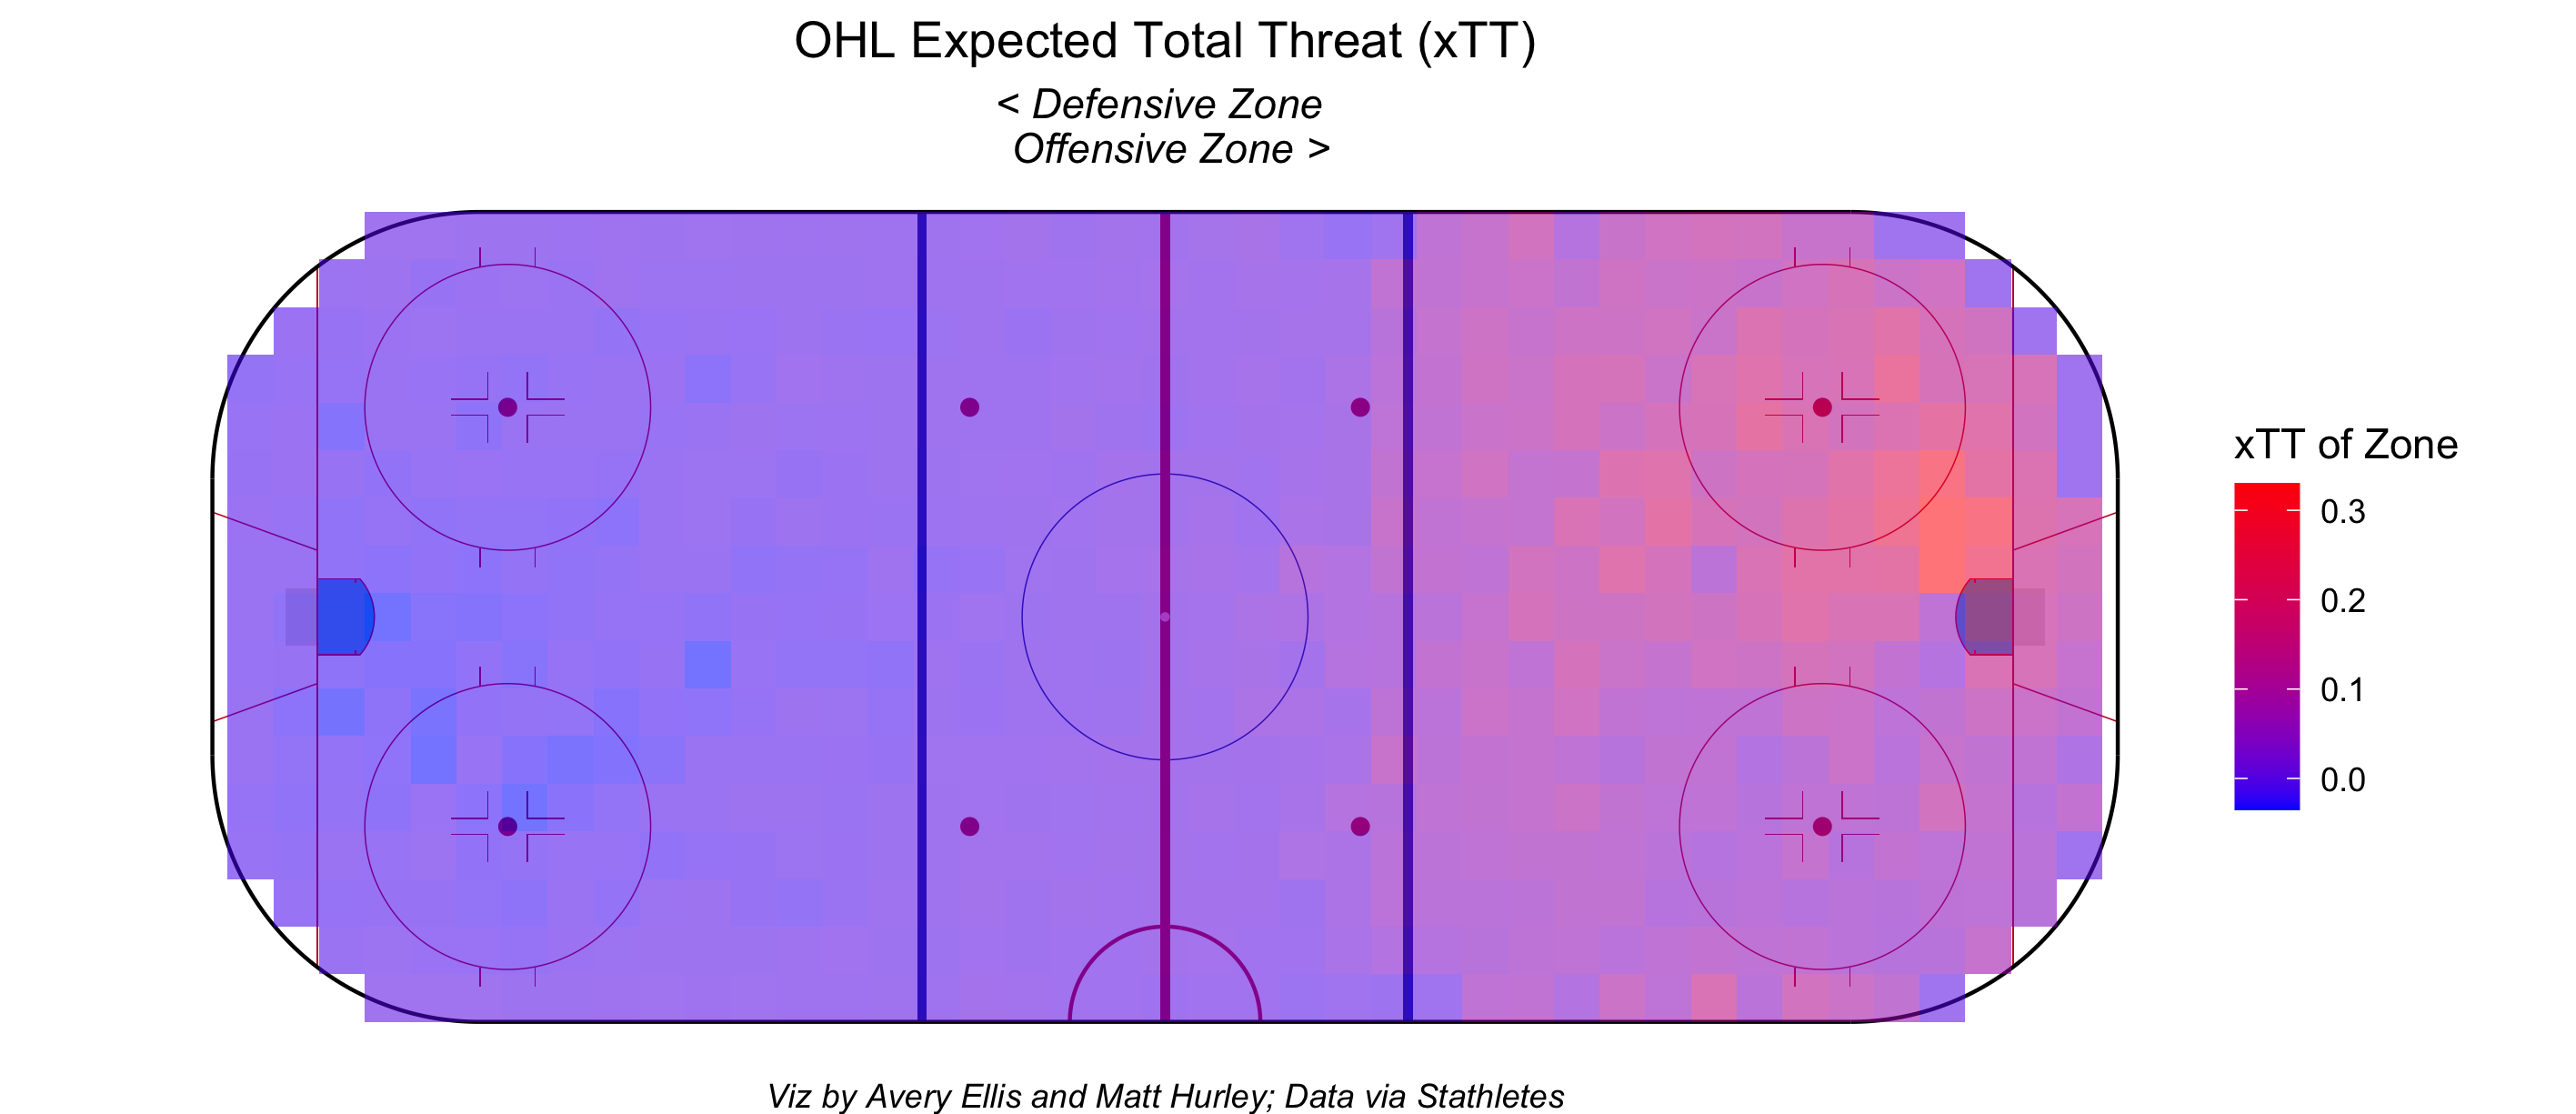 OHL Expected Total Threat (xTT)
< Defensive Zone
Offensive Zone >
xTT of Zone
0.3
0.2
0.1
0.0
Viz by Avery Ellis and Matt Hurley; Data via Stathletes